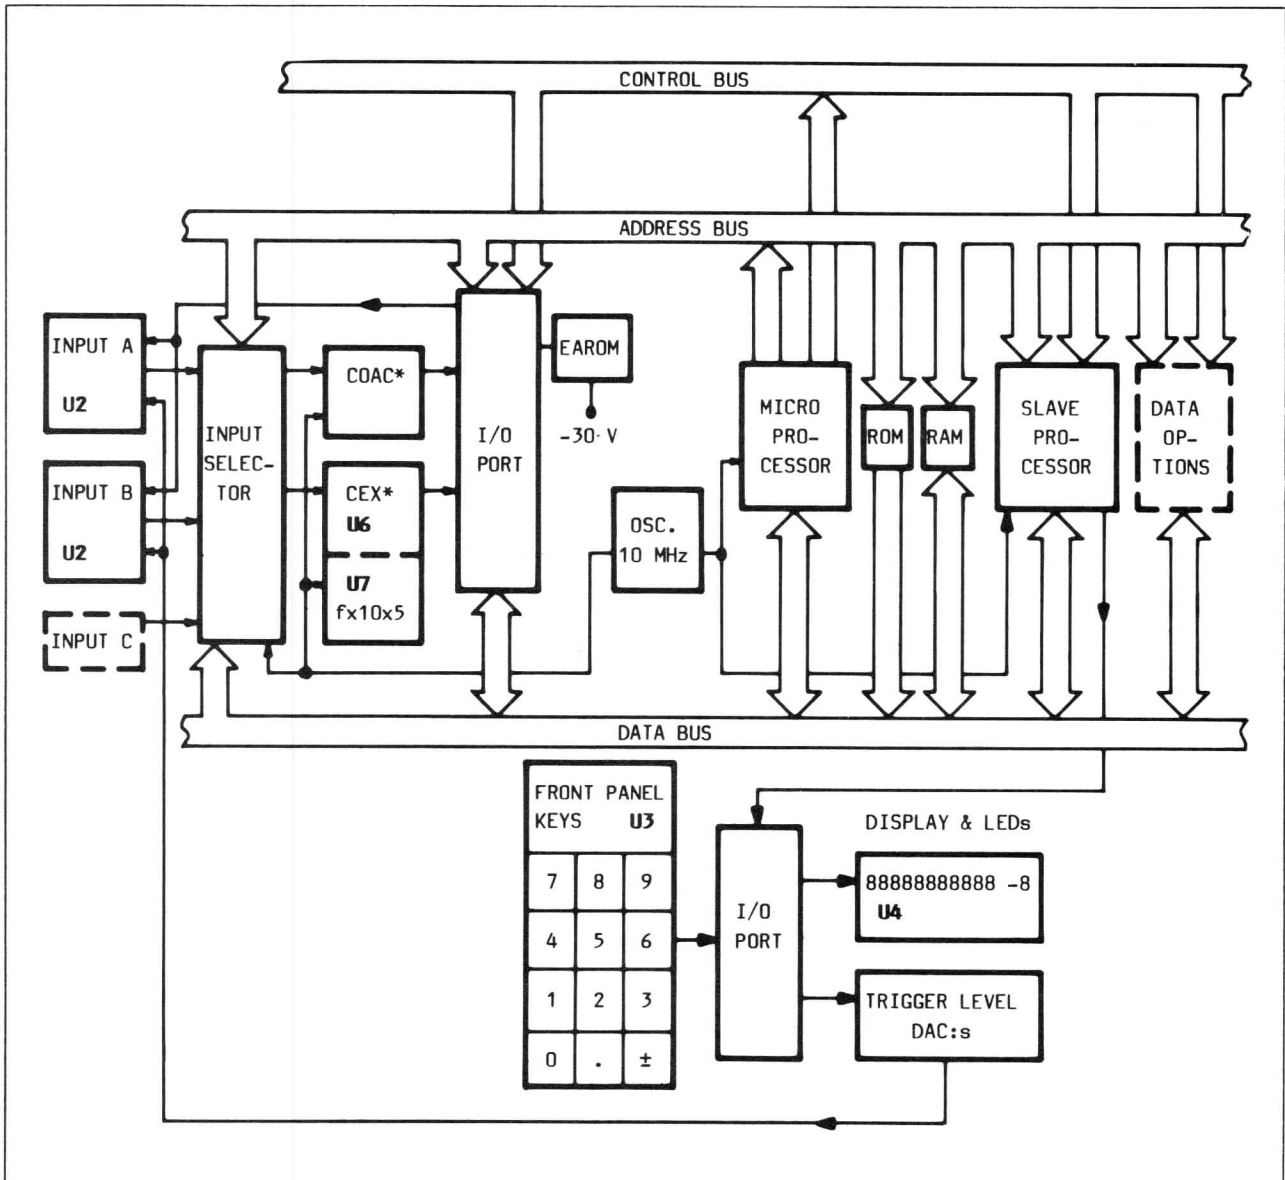 CONTROL BUS
ADDRESS BUS
INPUT A
U2
INPUT B
U2
INPUT C
INPUT
SELEC-
TOR
COAC*
CEX*
U6
U7
fx10x5
I/O
PORT
EAROM
-30·V
OSC.
10 MHz
MICRO
PRO-
CESSOR
ROM
RAM
SLAVE
PRO-
CESSOR
DATA
OP-
TIONS
DATA BUS
FRONT PANEL
KEYS U3
7 8 9
4 5 6
1 2 3
0 . ±
I/O
PORT
DISPLAY & LEDs
88888888888 -8
U4
TRIGGER LEVEL
DAC:s